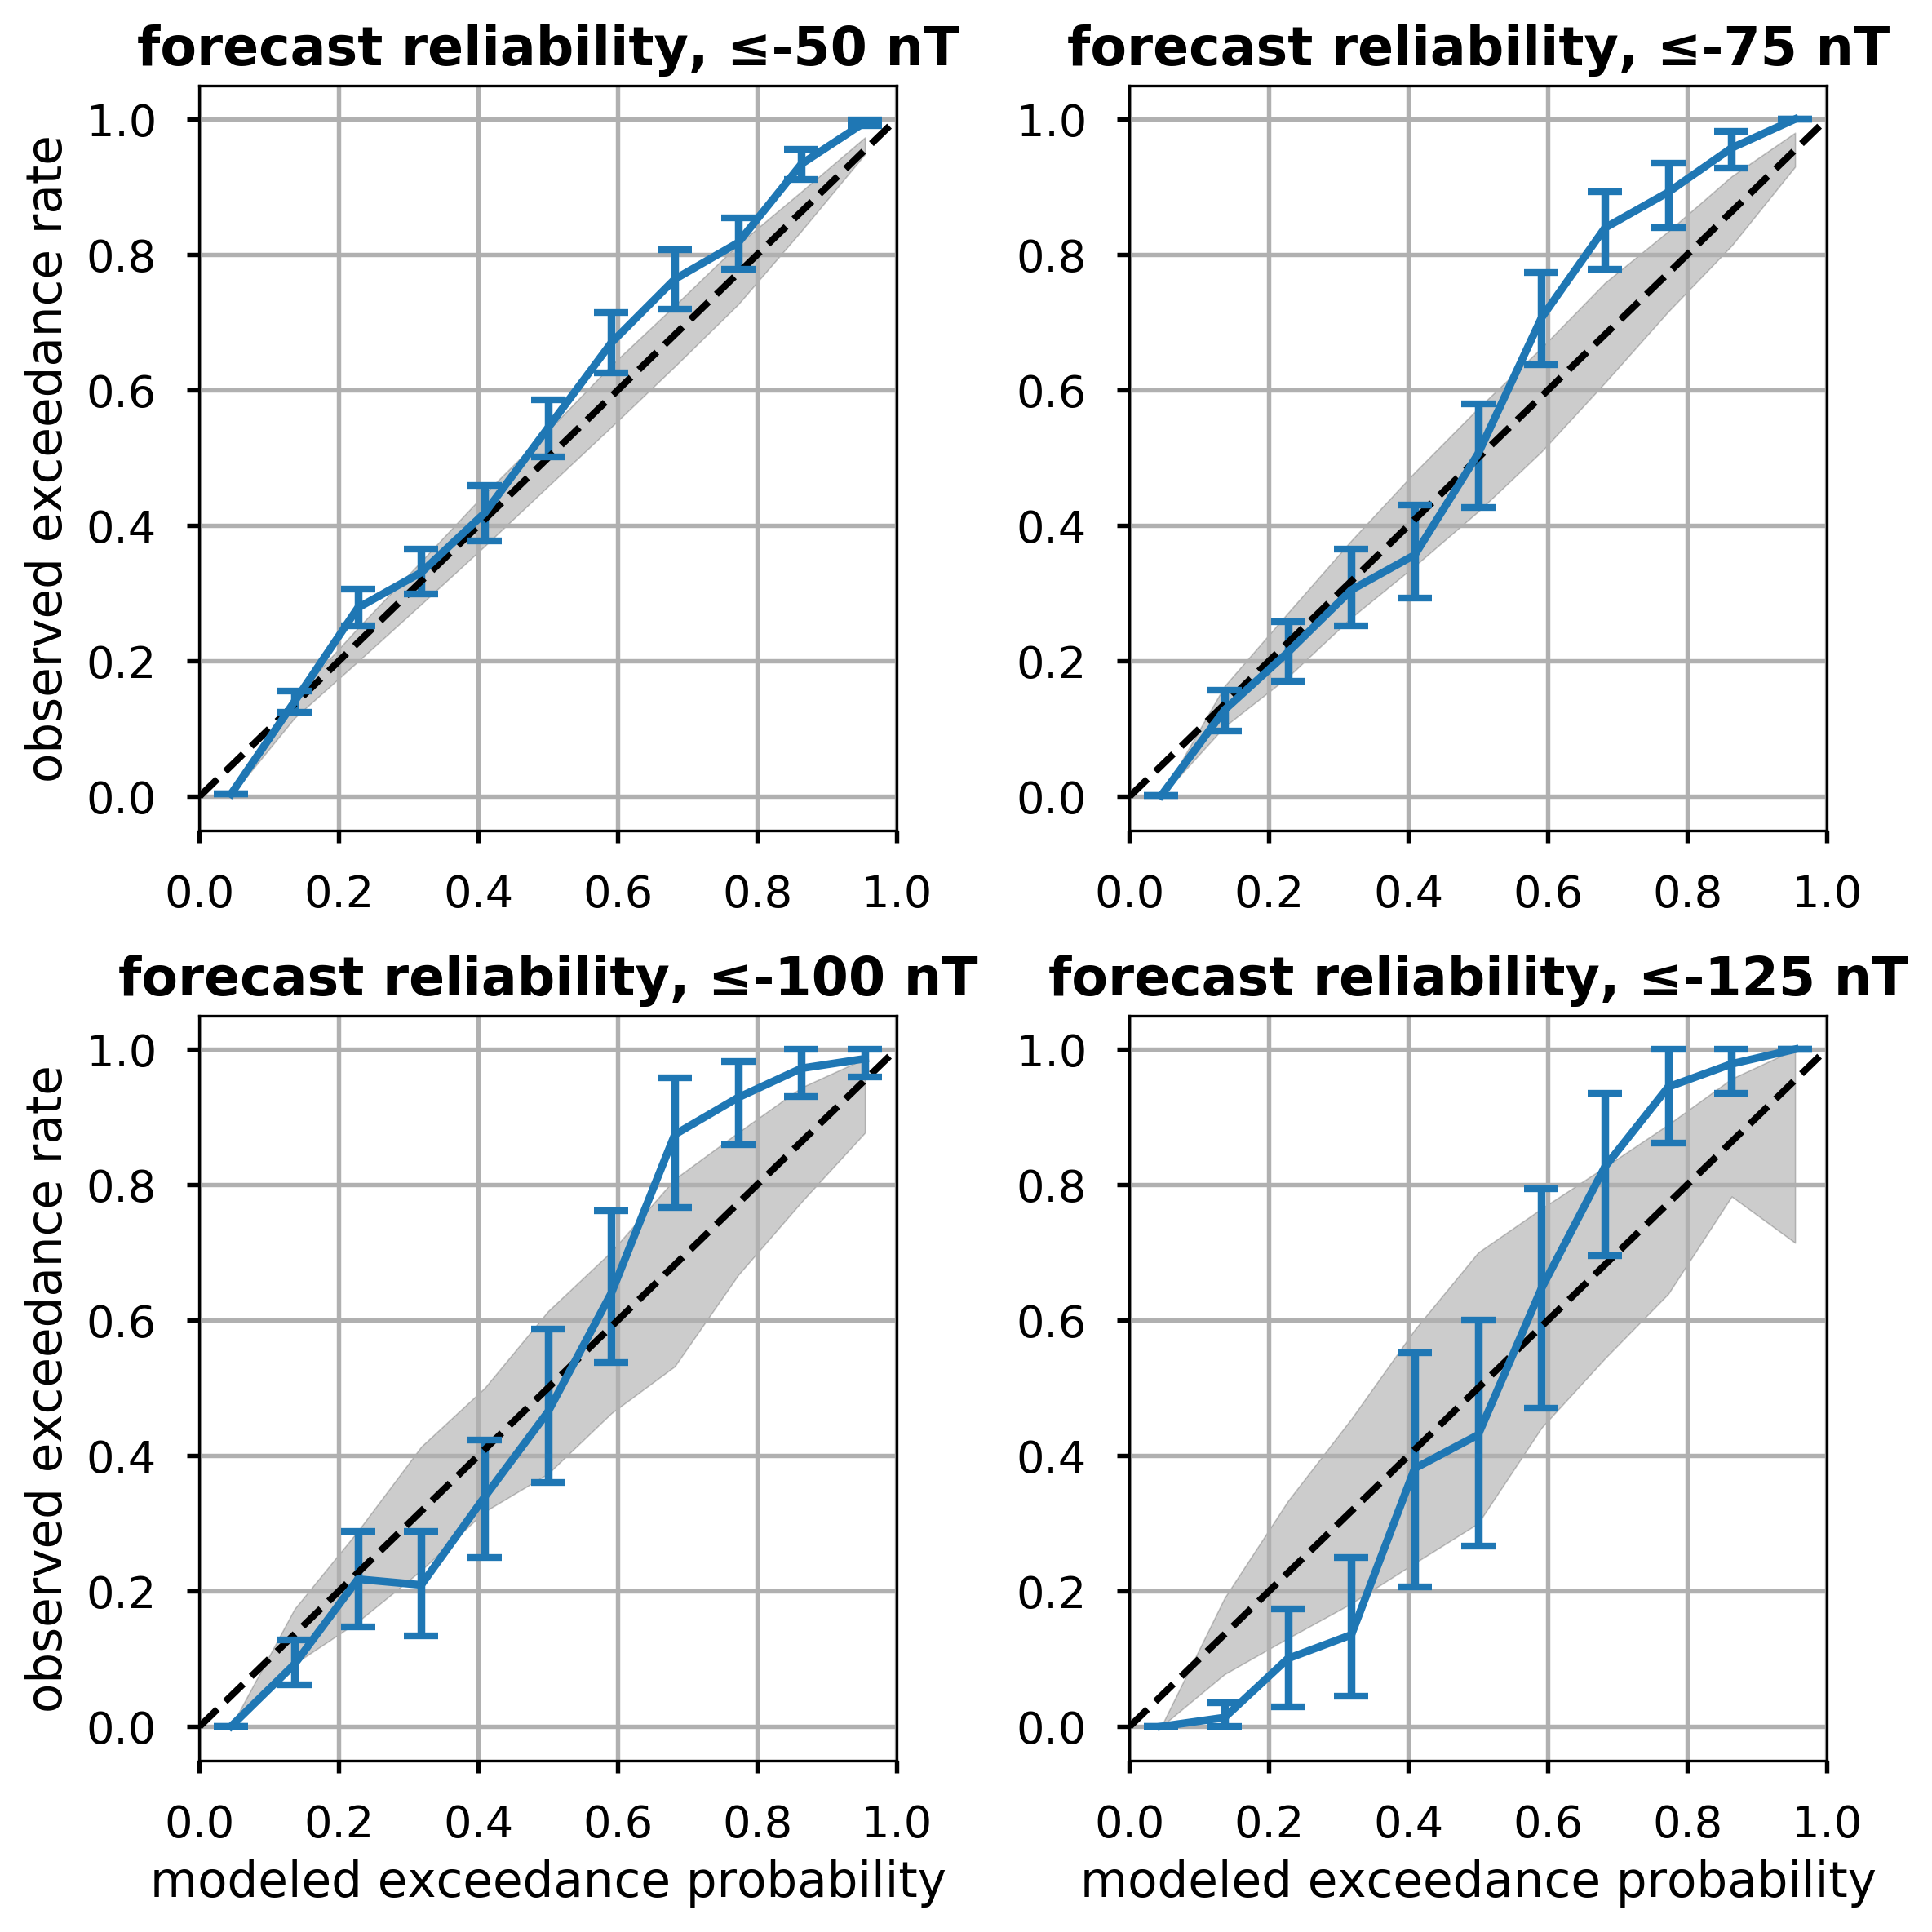 forecast reliability, ≤-50 nT
observed exceedance rate
1.0
0.8
0.6
0.4
0.2
0.0
0.0 0.2 0.4 0.6 0.8 1.0
forecast reliability, ≤-75 nT
1.0
0.8
0.6
0.4
0.2
0.0
0.0 0.2 0.4 0.6 0.8 1.0
forecast reliability, ≤-100 nT
observed exceedance rate
1.0
0.8
0.6
0.4
0.2
0.0
0.0 0.2 0.4 0.6 0.8 1.0
modeled exceedance probability
forecast reliability, ≤-125 nT
1.0
0.8
0.6
0.4
0.2
0.0
0.0 0.2 0.4 0.6 0.8 1.0
modeled exceedance probability